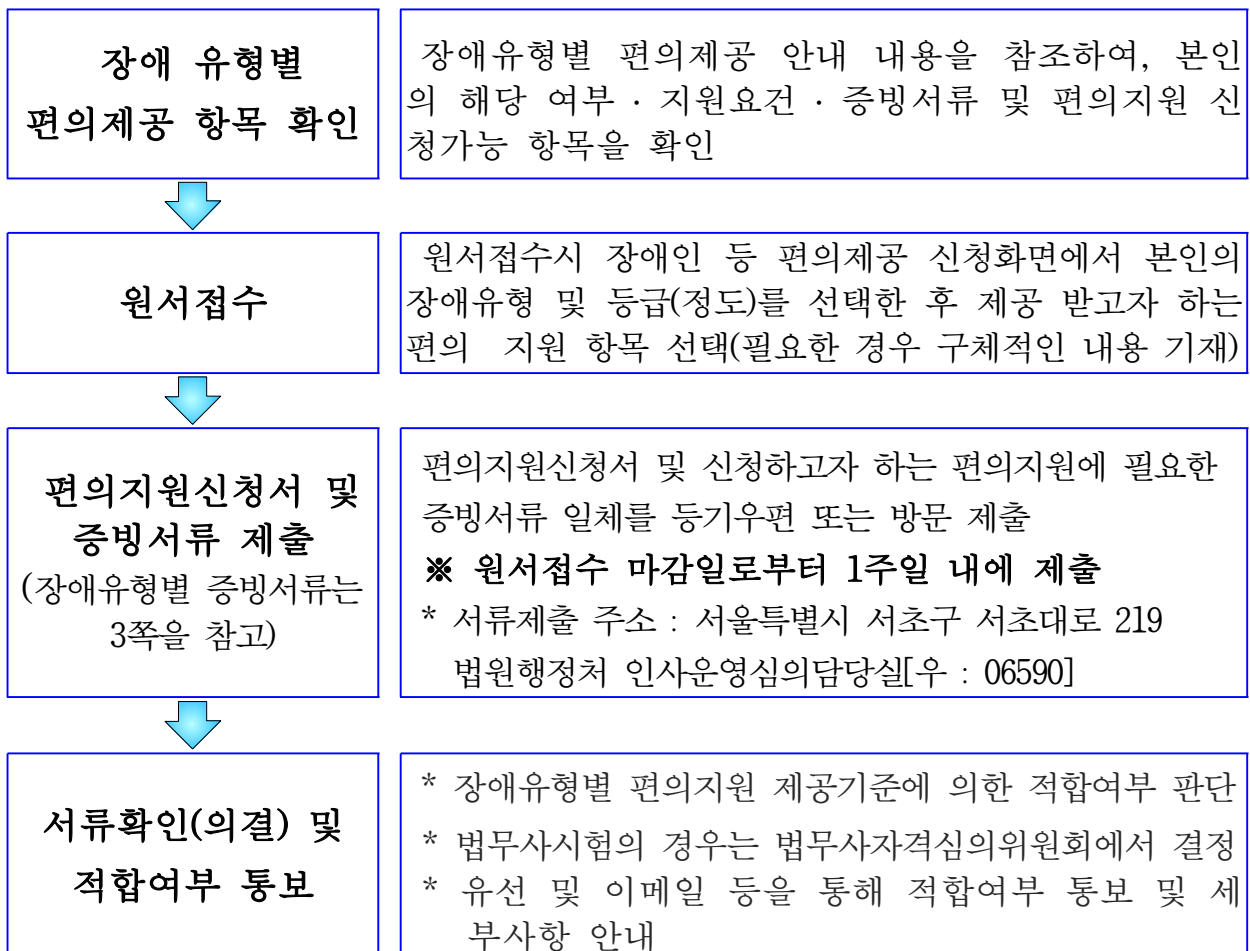 장애 유형별
편의제공 항목 확인
장애유형별 편의제공 안내 내용을 참조하여, 본인
의 해당 여부 · 지원요건 · 증빙서류 및 편의지원 신
청가능 항목을 확인
원서접수
원서접수시 장애인 등 편의제공 신청화면에서 본인의
장애유형 및 등급(정도)를 선택한 후 제공 받고자 하는
편의 지원 항목 선택(필요한 경우 구체적인 내용 기재)
편의지원신청서 및
증빙서류 제출
(장애유형별 증빙서류는
3쪽을 참고)
편의지원신청서 및 신청하고자 하는 편의지원에 필요한
증빙서류 일체를 등기우편 또는 방문 제출
※ 원서접수 마감일로부터 1주일 내에 제출
* 서류제출 주소 : 서울특별시 서초구 서초대로 219
법원행정처 인사운영심의담당실[우 : 06590]
서류확인(의결) 및
적합여부 통보
* 장애유형별 편의지원 제공기준에 의한 적합여부 판단
* 법무사시험의 경우는 법무사자격심의위원회에서 결정
* 유선 및 이메일 등을 통해 적합여부 통보 및 세
부사항 안내